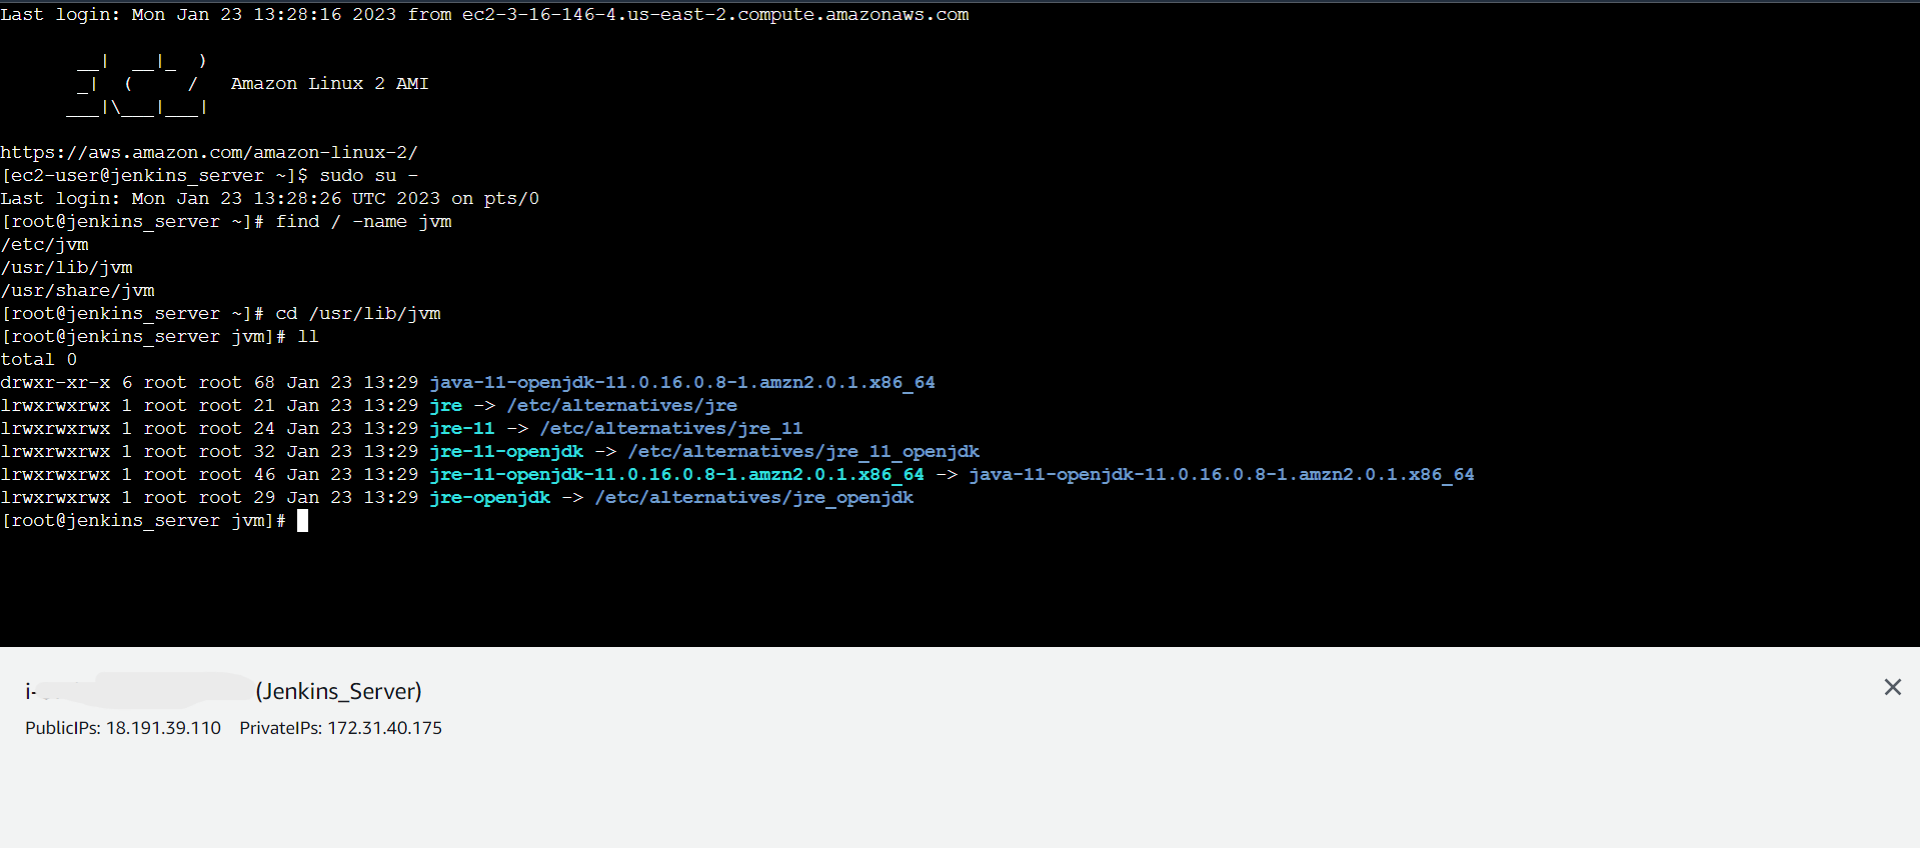 Last login: Mon Jan 23 13:28:16 2023 from ec2-3-16-146-4.us-east-2.compute.amazonaws.com
       __|  __|_  )
       _|  (     /   Amazon Linux 2 AMI
      ___|\___|___|
https://aws.amazon.com/amazon-linux-2/
[ec2-user@jenkins_server ~]$ sudo su -
Last login: Mon Jan 23 13:28:26 UTC 2023 on pts/0
[root@jenkins_server ~]# find / -name jvm
/etc/jvm
/usr/lib/jvm
/usr/share/jvm
[root@jenkins_server ~]# cd /usr/lib/jvm
[root@jenkins_server jvm]# ll
total 0
drwxr-xr-x 6 root root 68 Jan 23 13:29 java-11-openjdk-11.0.16.0.8-1.amzn2.0.1.x86_64
lrwxrwxrwx 1 root root 21 Jan 23 13:29 jre -> /etc/alternatives/jre
lrwxrwxrwx 1 root root 24 Jan 23 13:29 jre-11 -> /etc/alternatives/jre_11
lrwxrwxrwx 1 root root 32 Jan 23 13:29 jre-11-openjdk -> /etc/alternatives/jre_11_openjdk
lrwxrwxrwx 1 root root 46 Jan 23 13:29 jre-11-openjdk-11.0.16.0.8-1.amzn2.0.1.x86_64 -> java-11-openjdk-11.0.16.0.8-1.amzn2.0.1.x86_64
lrwxrwxrwx 1 root root 29 Jan 23 13:29 jre-openjdk -> /etc/alternatives/jre_openjdk
[root@jenkins_server jvm]#
i- (Jenkins_Server)
PublicIPs: 18.191.39.110 PrivateIPs: 172.31.40.175